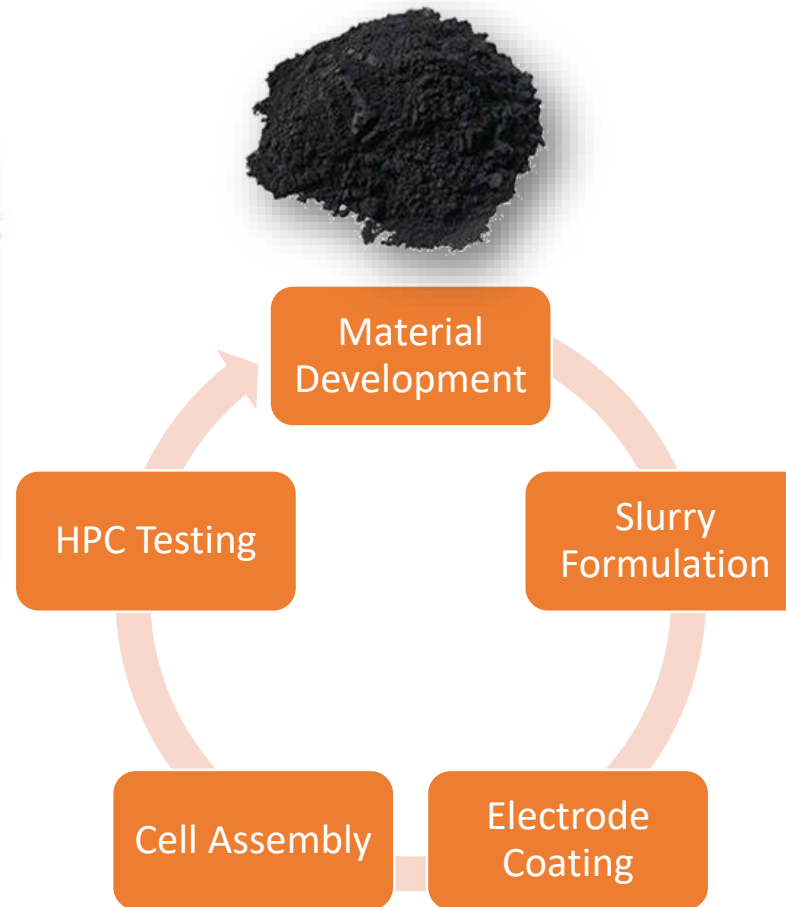 Material
Development
Slurry
Formulation
Electrode
Coating
Cell Assembly
HPC Testing